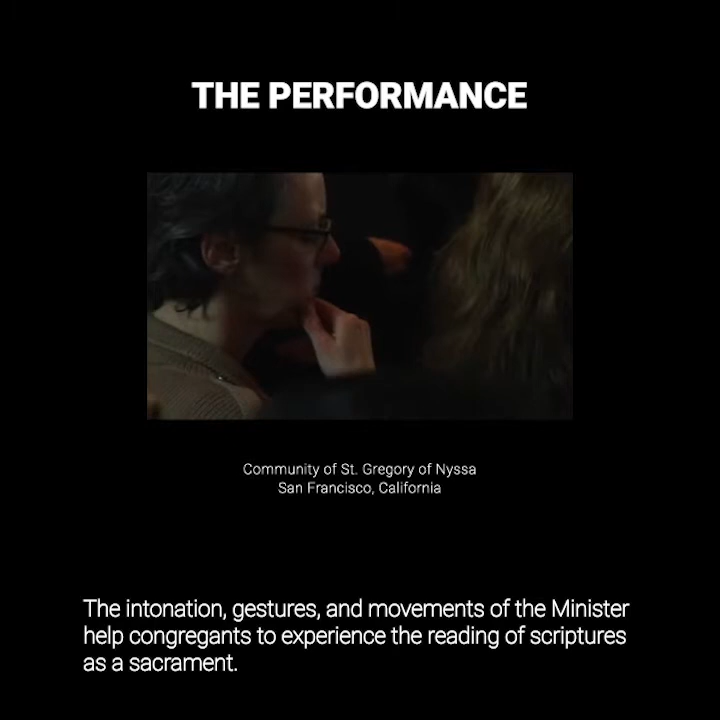 THE PERFORMANCE
Community of St. Gregory of Nyssa
San Francisco, California
The intonation, gestures, and movements of the Minister
help congregants to experience the reading of scriptures
as a sacrament.